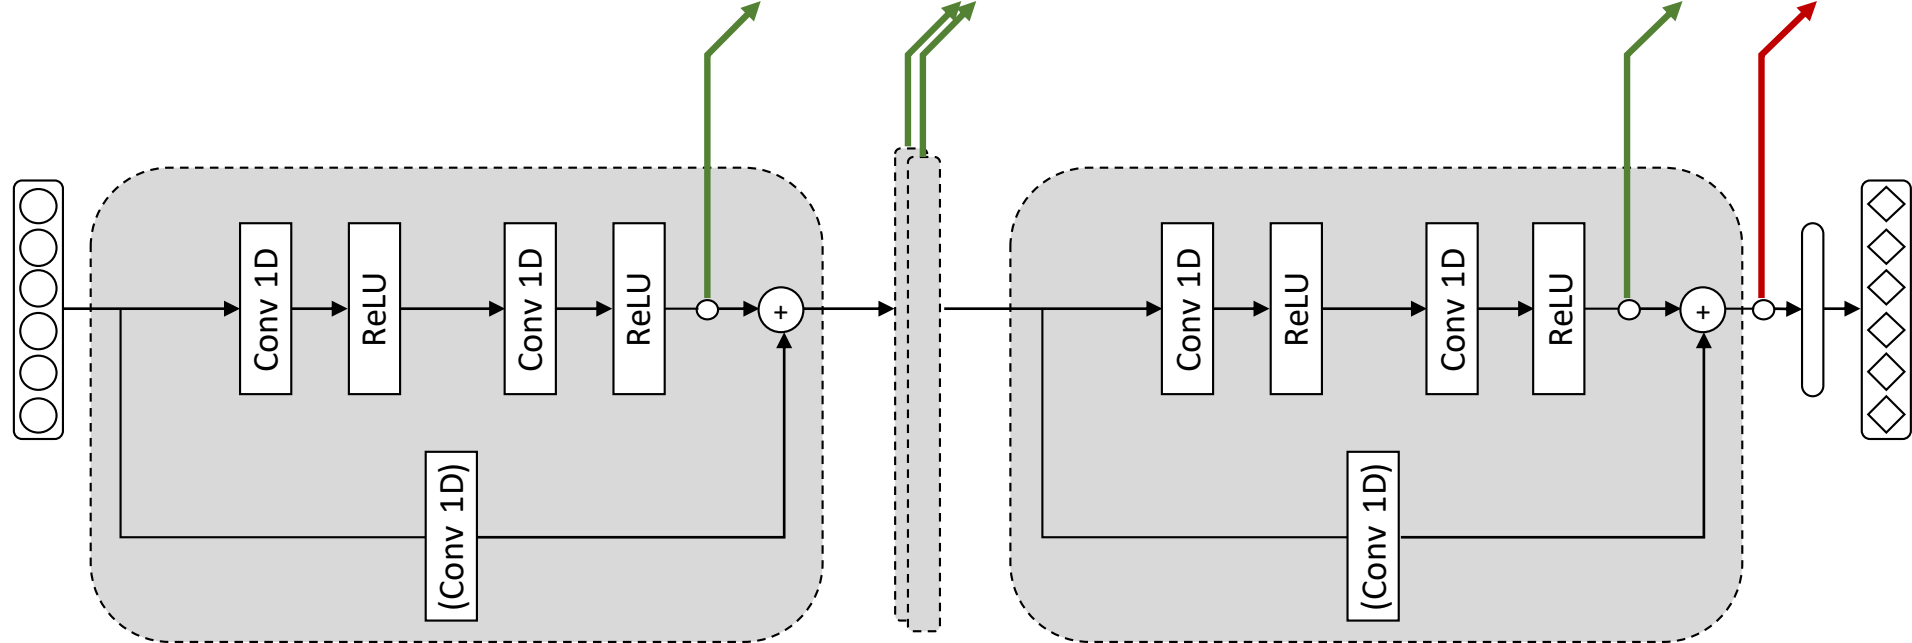 Conv 1D
ReLU
Conv 1D
ReLU
+
(Conv 1D)
Conv 1D
ReLU
Conv 1D
ReLU
+
(Conv 1D)